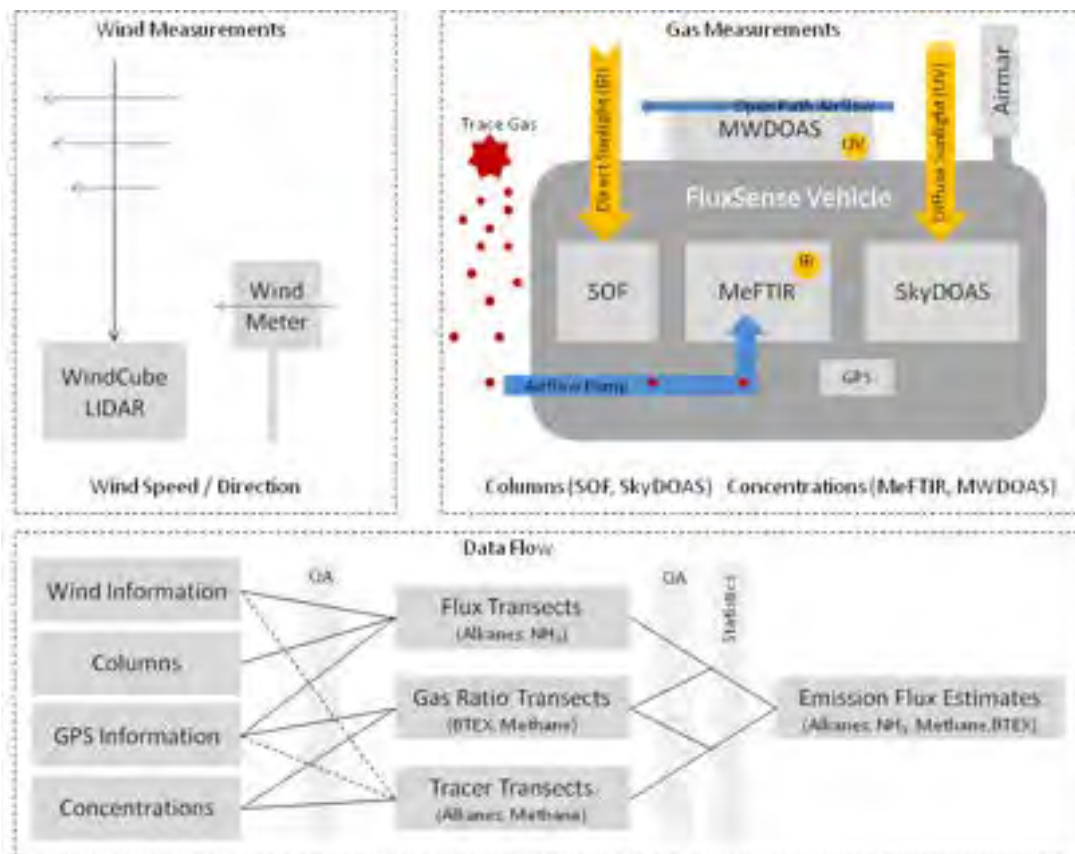 Wind Measurements
WindCube
LIDAR
Wind
Meter
Wind Speed / Direction
Gas Measurements
Trace Gas
Direct Sunlight (IR)
OpenPath Airflow
MWDOAS
UV
Diffuse Sunlight (UV)
Airmar
FluxSense Vehicle
SOF
MeFTIR
IR
SkyDOAS
GPS
Airflow Pump
Columns (SOF, SkyDOAS) Concentrations (MeFTIR, MWDOAS)
Data Flow
Wind Information
Columns
GPS Information
Concentrations
QA
Flux Transects
(Alkanes, NH₃)
Gas Ratio Transects
(BTEX, Methane)
Tracer Transects
(Alkanes, Methane)
QA
Statistics
Emission Flux Estimates
(Alkanes, NH₃, Methane, BTEX)